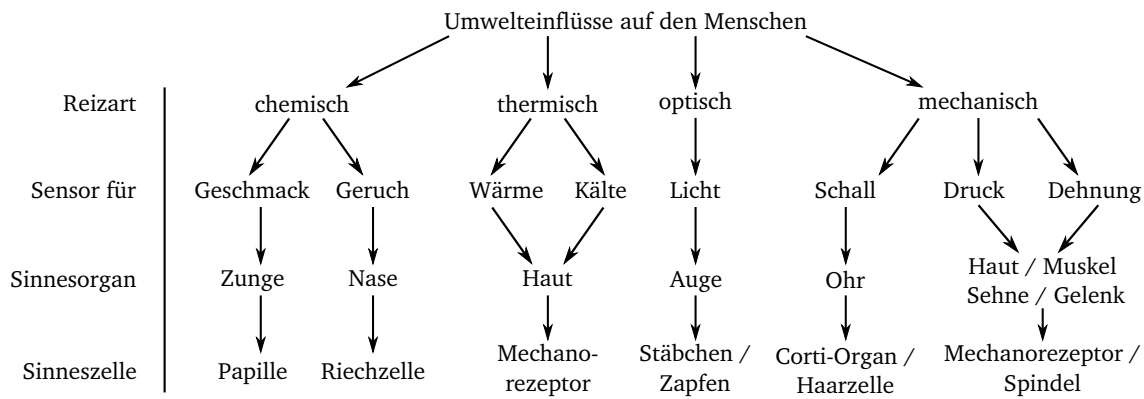 Umwelteinflüsse auf den Menschen
Reizart chemisch thermisch optisch mechanisch
Sensor für Geschmack Geruch Wärme Kälte Licht Schall Druck Dehnung
Sinnesorgan Zunge Nase Haut Auge Ohr Haut / Muskel
Sehne / Gelenk
Sinneszelle Papille Riechzelle Mechano-
rezeptor Stäbchen /
Zapfen Corti-Organ /
Haarzelle Mechanorezeptor /
Spindel